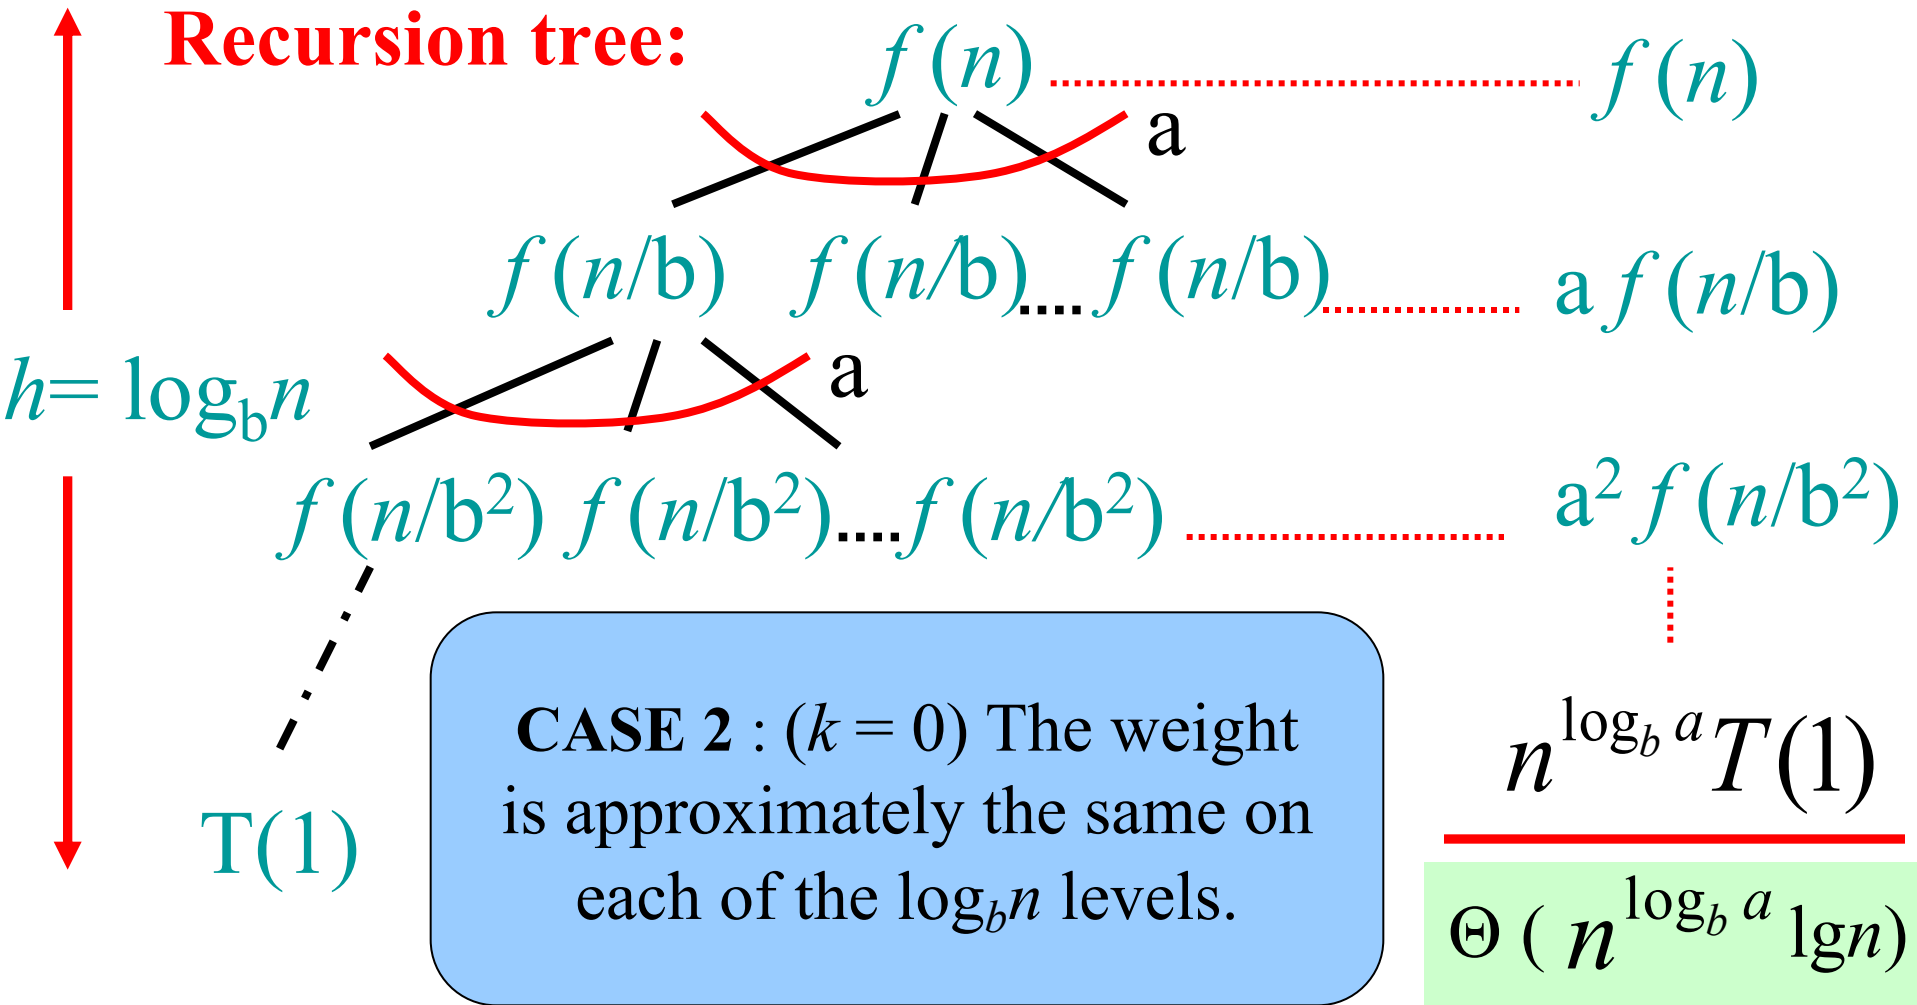 Recursion tree:
f (n) f (n)
a
f (n/b) f (n/b) .... f (n/b) a f (n/b)
a
h= log_b n
f (n/b²) f (n/b²) .... f (n/b²) a² f (n/b²)
CASE 2 : (k = 0) The weight
is approximately the same on
each of the log_b n levels.
T(1)
n^{log_b a} T(1)
Θ ( n^{log_b a} lgn)